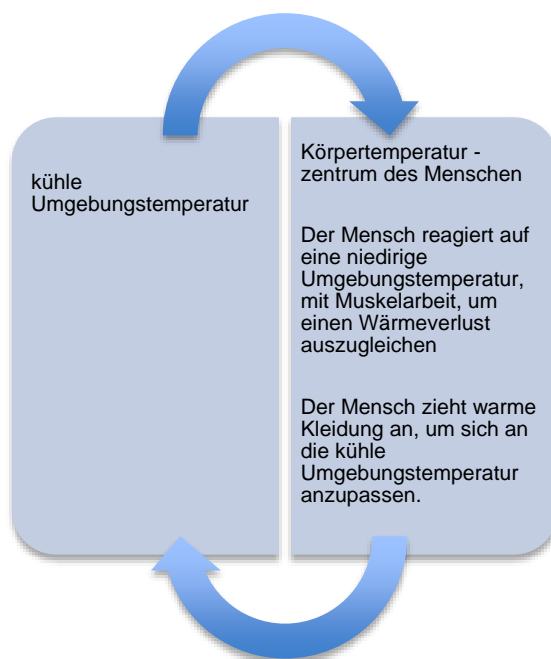 kühle
Umgebungstemperatur
Körpertemperatur -
zentrum des Menschen
Der Mensch reagiert auf
eine niedirige
Umgebungstemperatur,
mit Muskelarbeit, um
einen Wärmeverlust
auszugleichen
Der Mensch zieht warme
Kleidung an, um sich an
die kühle
Umgebungstemperatur
anzupassen.